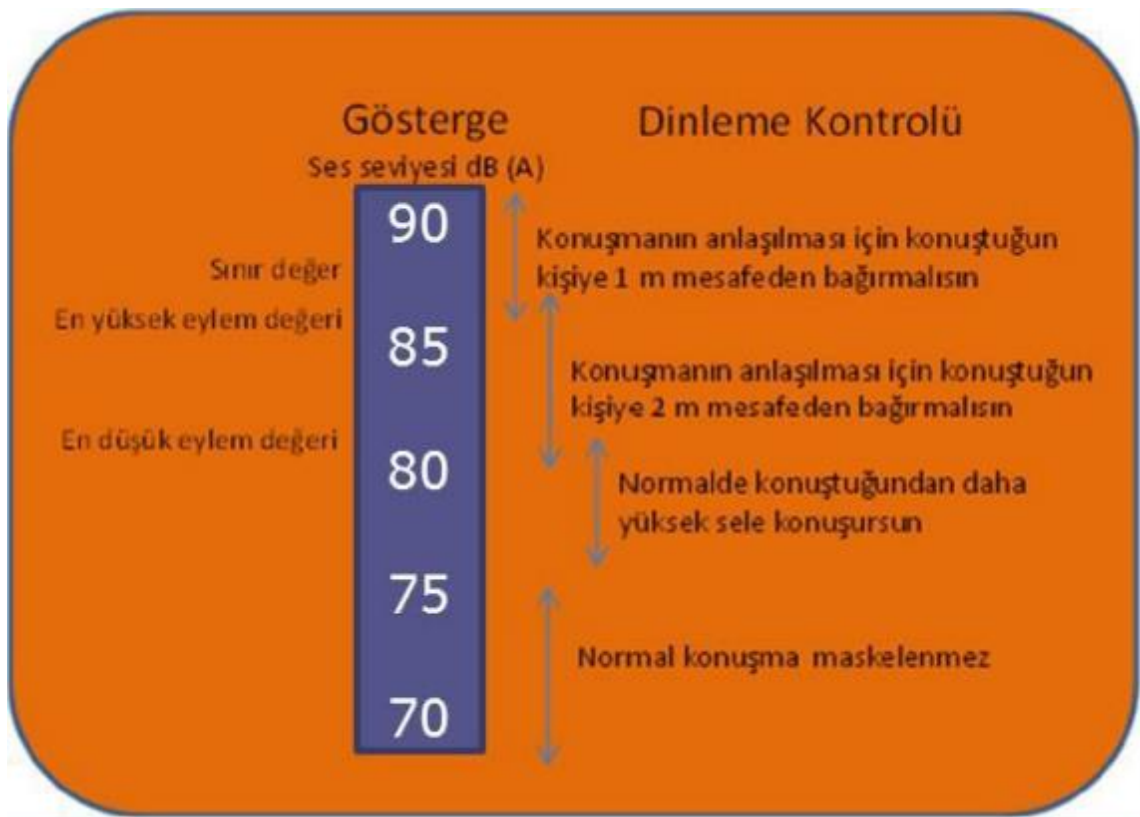 Gösterge
Dinleme Kontrolü
Ses seviyesi dB (A)
90
Konuşmanın anlaşılması için konuştuğun
kişiye 1 m mesafeden bağırmalısın
Sınır değer
En yüksek eylem değeri
85
Konuşmanın anlaşılması için konuştuğun
kişiye 2 m mesafeden bağırmalısın
En düşük eylem değeri
80
Normalde konuştuğundan daha
yüksek sele konuşursun
75
Normal konuşma maskelenmez
70